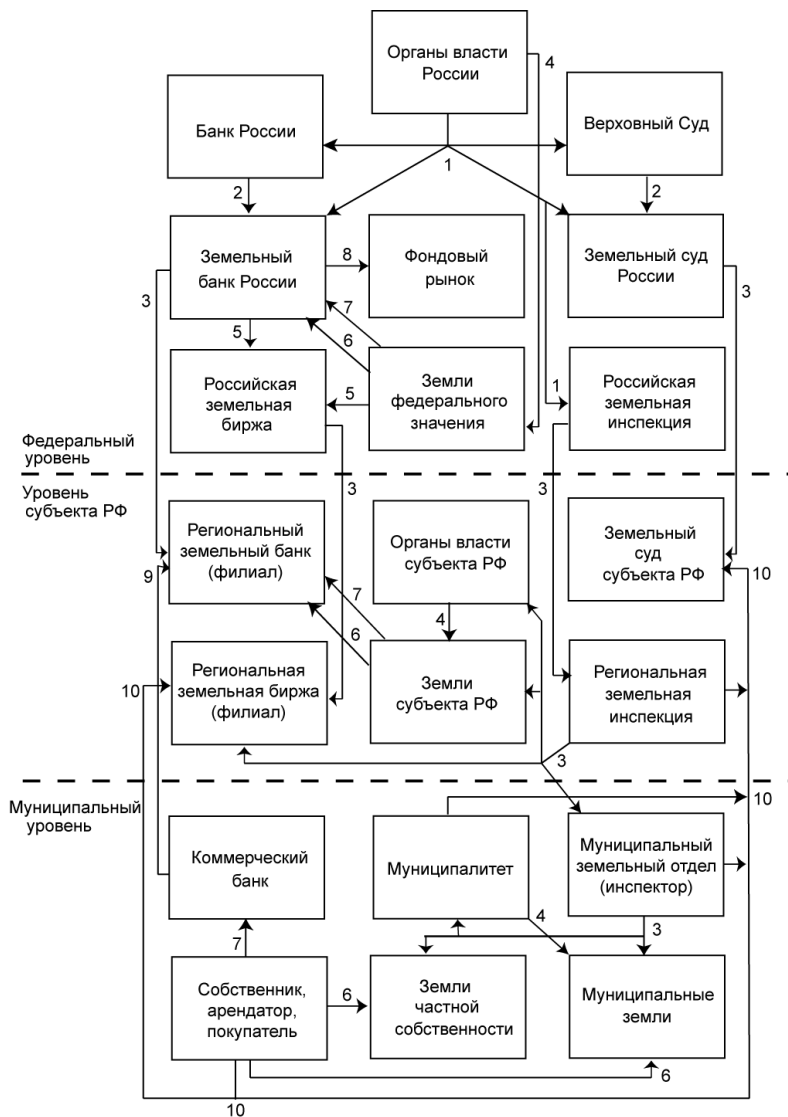 Органы власти
России
4
Банк России
Верховный Суд
1
2
2
Земельный
банк России
8
Фондовый
рынок
Земельный суд
России
3
3
7
6
5
Российская
земельная
биржа
5
Земли
федерального
значения
1
Российская
земельная
инспекция
Федеральный
уровень
Уровень
субъекта РФ
3
3
Региональный
земельный банк
(филиал)
Органы власти
субъекта РФ
Земельный
суд
субъекта РФ
9
10
7
6
4
Региональная
земельная биржа
(филиал)
10
Земли
субъекта РФ
Региональная
земельная
инспекция
3
Муниципальный
уровень
10
Коммерческий
банк
Муниципалитет
Муниципальный
земельный отдел
(инспектор)
7
4
3
Собственник,
арендатор,
покупатель
6
Земли
частной
собственности
Муниципальные
земли
6
10